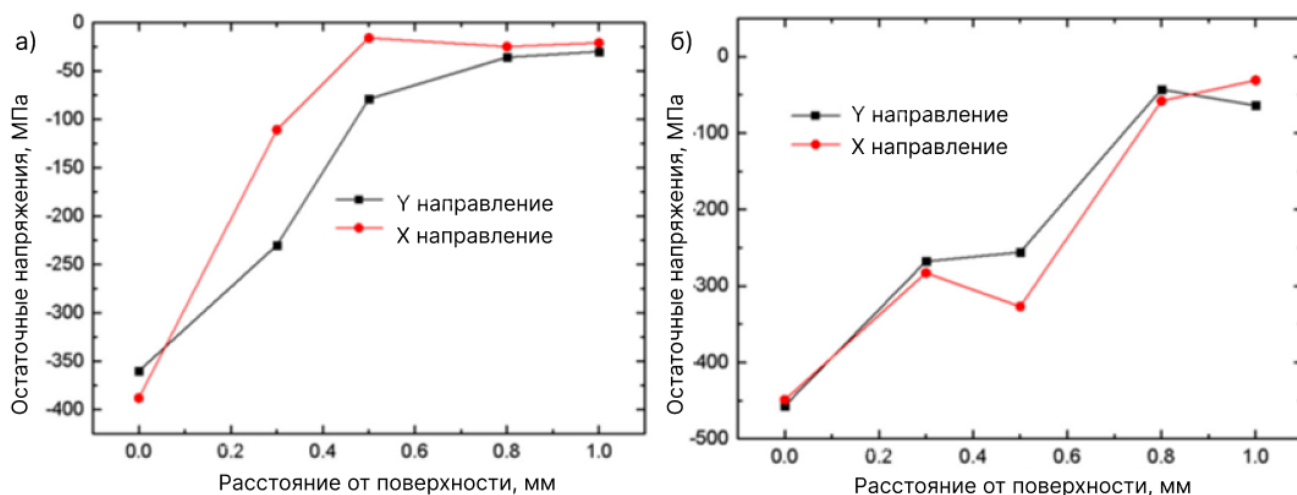 а)
Остаточные напряжения, МПа
0
-50
-100
-150
-200
-250
-300
-350
-400
Y направление
X направление
0.0 0.2 0.4 0.6 0.8 1.0
Расстояние от поверхности, мм
б)
Остаточные напряжения, МПа
0
-100
-200
-300
-400
-500
Y направление
X направление
0.0 0.2 0.4 0.6 0.8 1.0
Расстояние от поверхности, мм